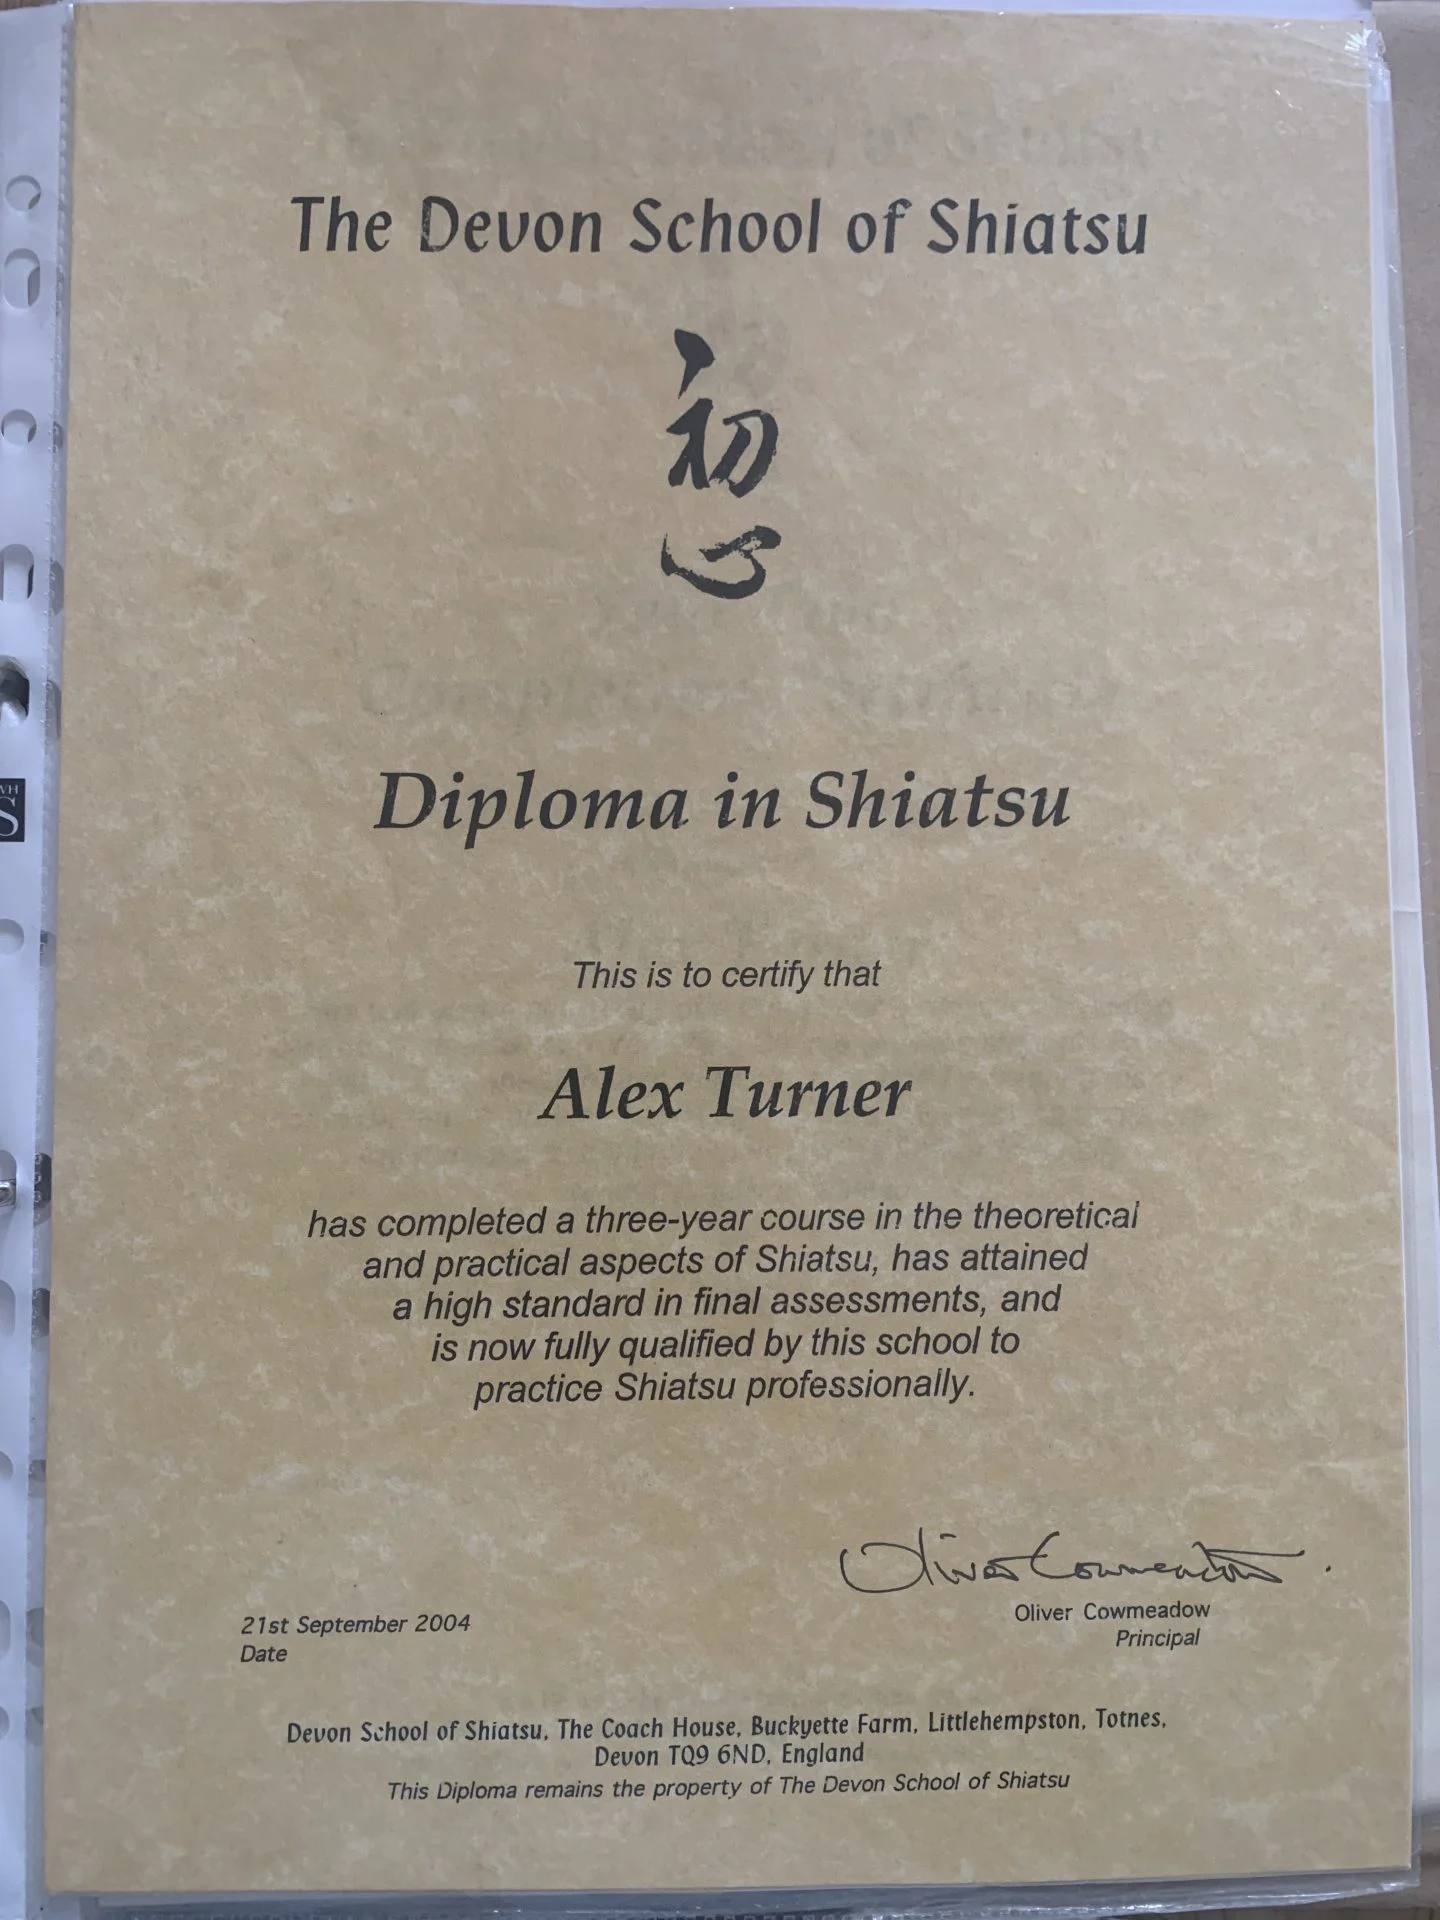 The Devon School of Shiatsu
初
心
Diploma in Shiatsu
This is to certify that
Alex Turner
has completed a three-year course in the theoretical
and practical aspects of Shiatsu, has attained
a high standard in final assessments, and
is now fully qualified by this school to
practice Shiatsu professionally.
Oliver Cowmeadow
21st September 2004
Date
Oliver Cowmeadow
Principal
Devon School of Shiatsu, The Coach House, Buckyette Farm, Littlehempston, Totnes,
Devon TQ9 6ND, England
This Diploma remains the property of The Devon School of Shiatsu
WH
S